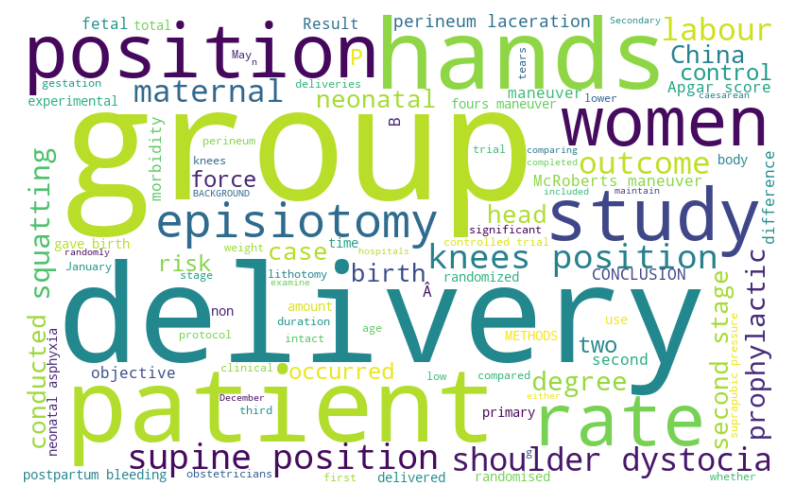 fetal total Result perineum laceration Secondary labour
position hands
May n P tears China
gestation deliveries maneuver lower control
experimental maternal neonatal fours maneuver Apgar score caesarean
group B women
morbidity perineum trial comparing
knees completed outcome body
force BACKGROUND McRoberts maneuver
squatting episiotomy head included maintain study difference
gave birth significant
randomly weight case time hospitals controlled trial knees position
January risk birth randomized CONCLUSION
stage lithotomy examine Â
delivery
conducted non amount METHODS use second stage prophylactic
neonatal asphyxia protocol duration intact age two suprapubic pressure
objective clinical occurred low compared second
patient degree either
December third primary rate
supine position g shoulder dystocia
postpartum bleeding obstetricians first delivered randomised whether